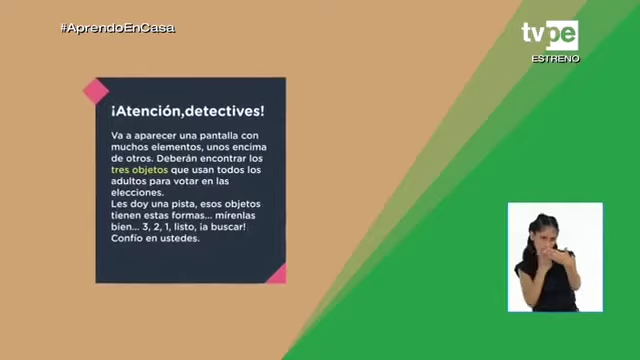 #AprendoEnCasa
tvpe
ESTRENO
¡Atención,detectives!
Va a aparecer una pantalla con
muchos elementos, unos encima
de otros. Deberán encontrar los
tres objetos que usan todos los
adultos para votar en las
elecciones.
Les doy una pista, esos objetos
tienen estas formas... mírenlas
bien... 3, 2, 1, listo, ¡a buscar!
Confío en ustedes.